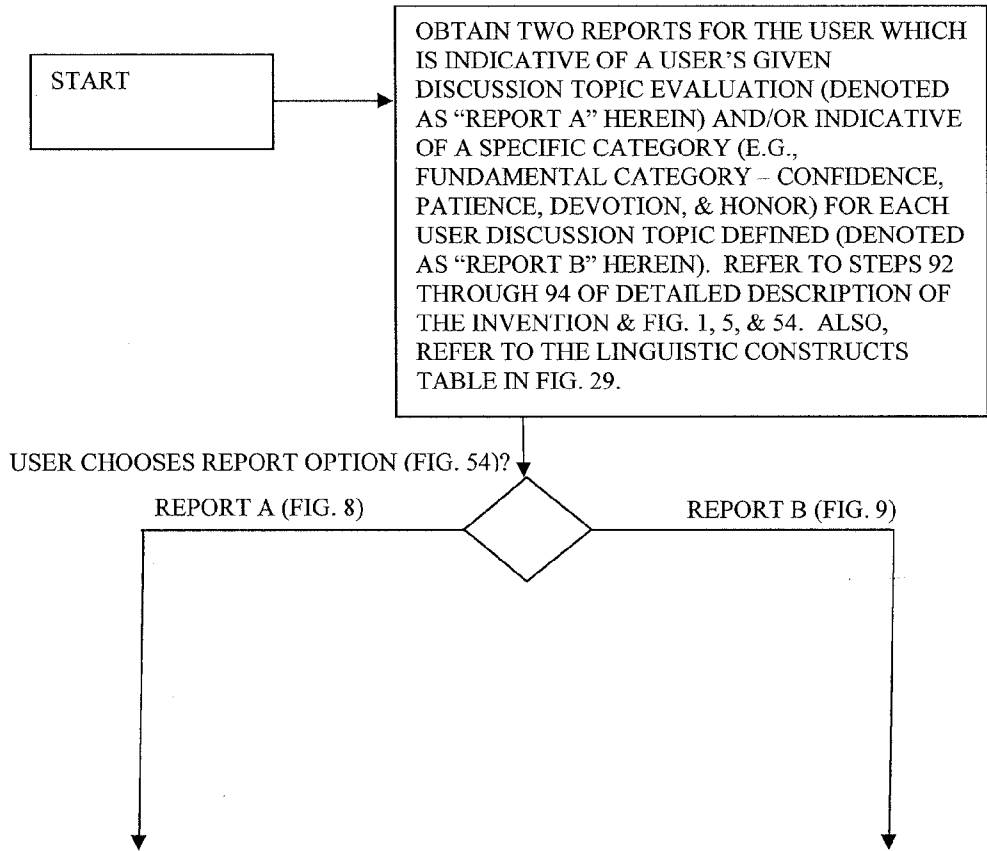 START
OBTAIN TWO REPORTS FOR THE USER WHICH
IS INDICATIVE OF A USER'S GIVEN
DISCUSSION TOPIC EVALUATION (DENOTED
AS “REPORT A” HEREIN) AND/OR INDICATIVE
OF A SPECIFIC CATEGORY (E.G.,
FUNDAMENTAL CATEGORY – CONFIDENCE,
PATIENCE, DEVOTION, & HONOR) FOR EACH
USER DISCUSSION TOPIC DEFINED (DENOTED
AS “REPORT B” HEREIN). REFER TO STEPS 92
THROUGH 94 OF DETAILED DESCRIPTION OF
THE INVENTION & FIG. 1, 5, & 54. ALSO,
REFER TO THE LINGUISTIC CONSTRUCTS
TABLE IN FIG. 29.
USER CHOOSES REPORT OPTION (FIG. 54)?
REPORT A (FIG. 8)
REPORT B (FIG. 9)